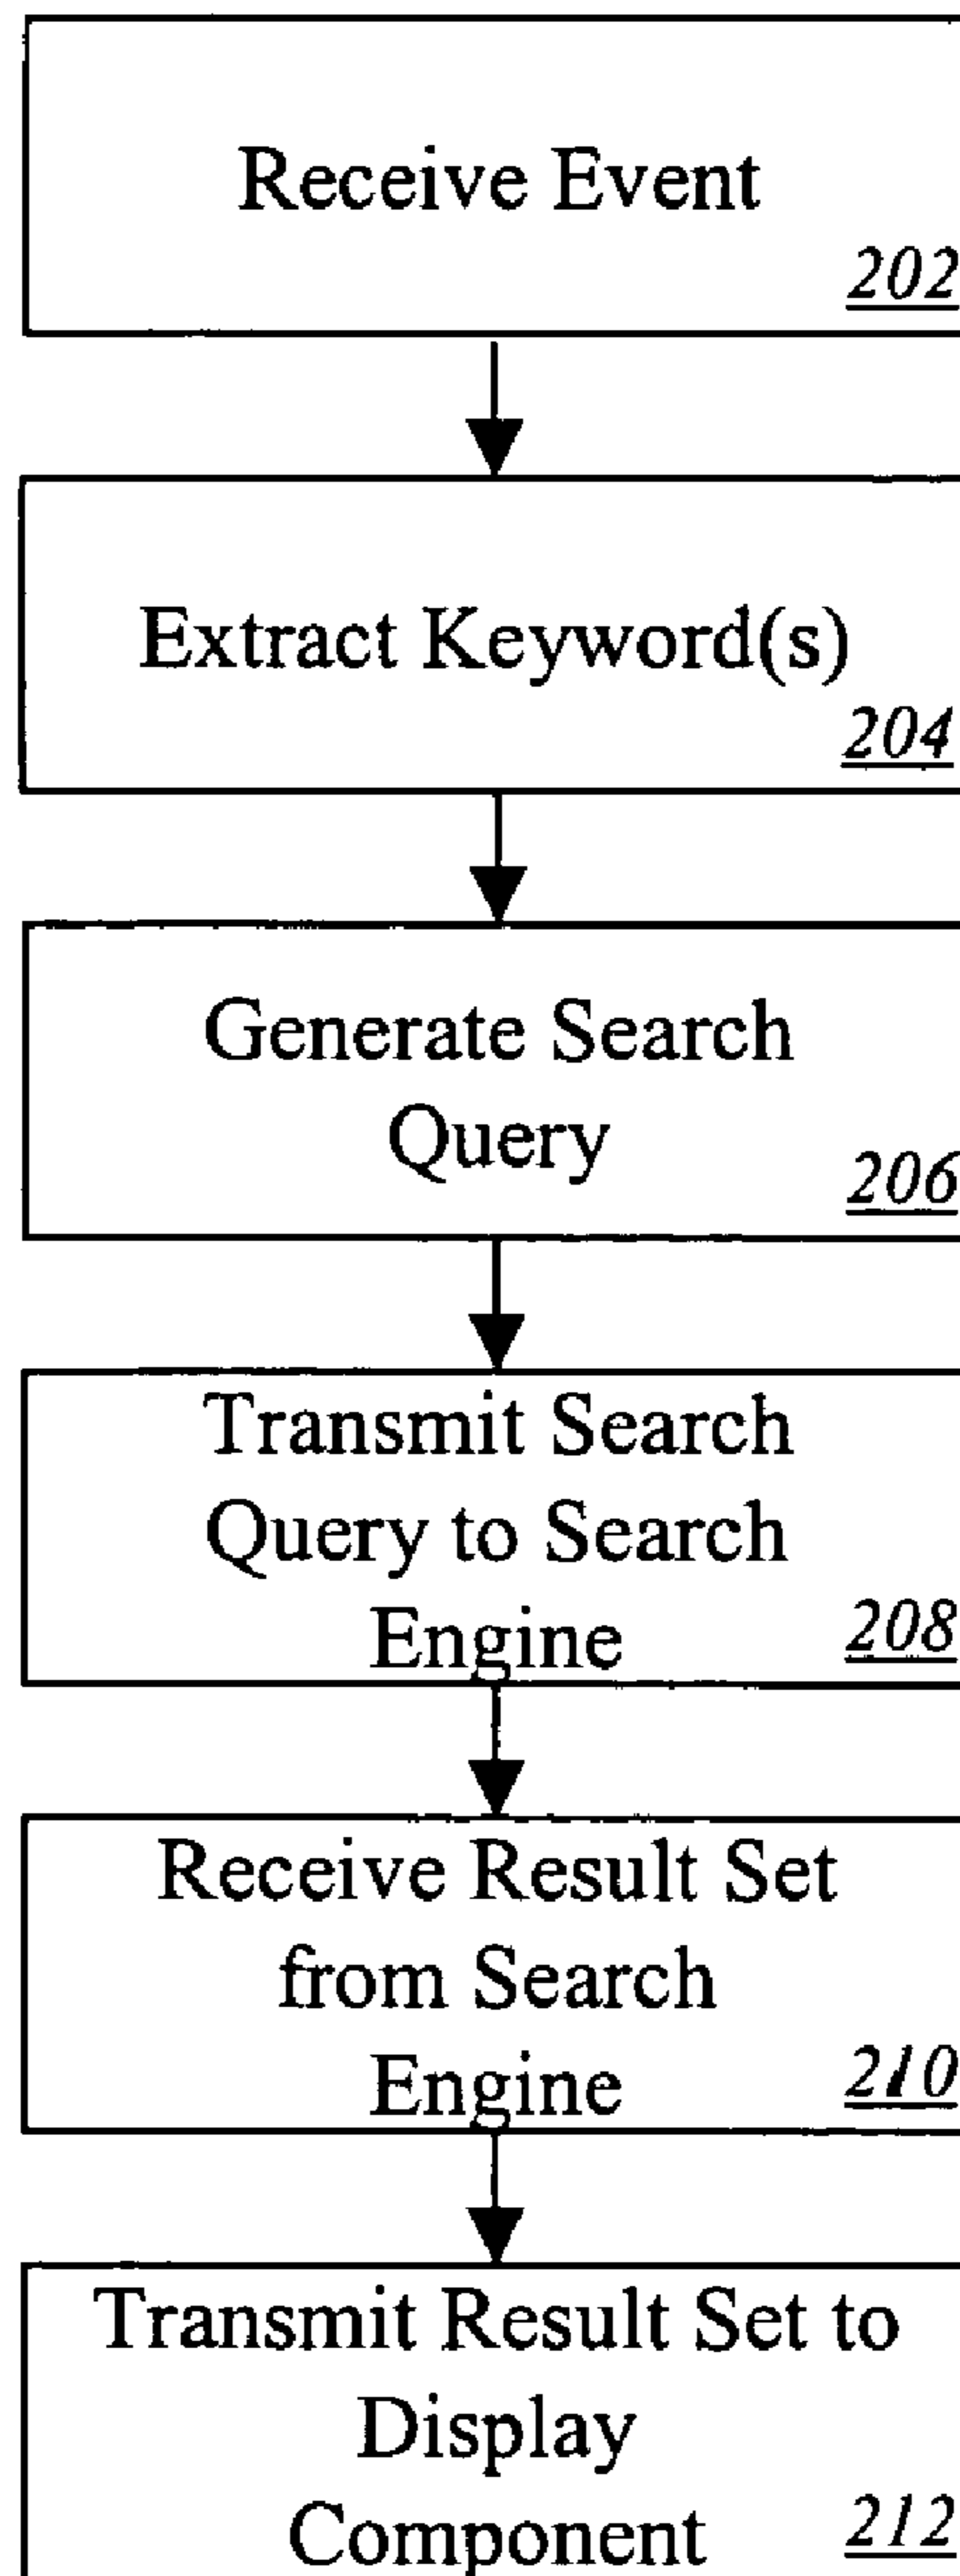 Receive Event
202
Extract Keyword(s)
204
Generate Search
Query
206
Transmit Search
Query to Search
Engine
208
Receive Result Set
from Search
Engine
210
Transmit Result Set to
Display
Component
212